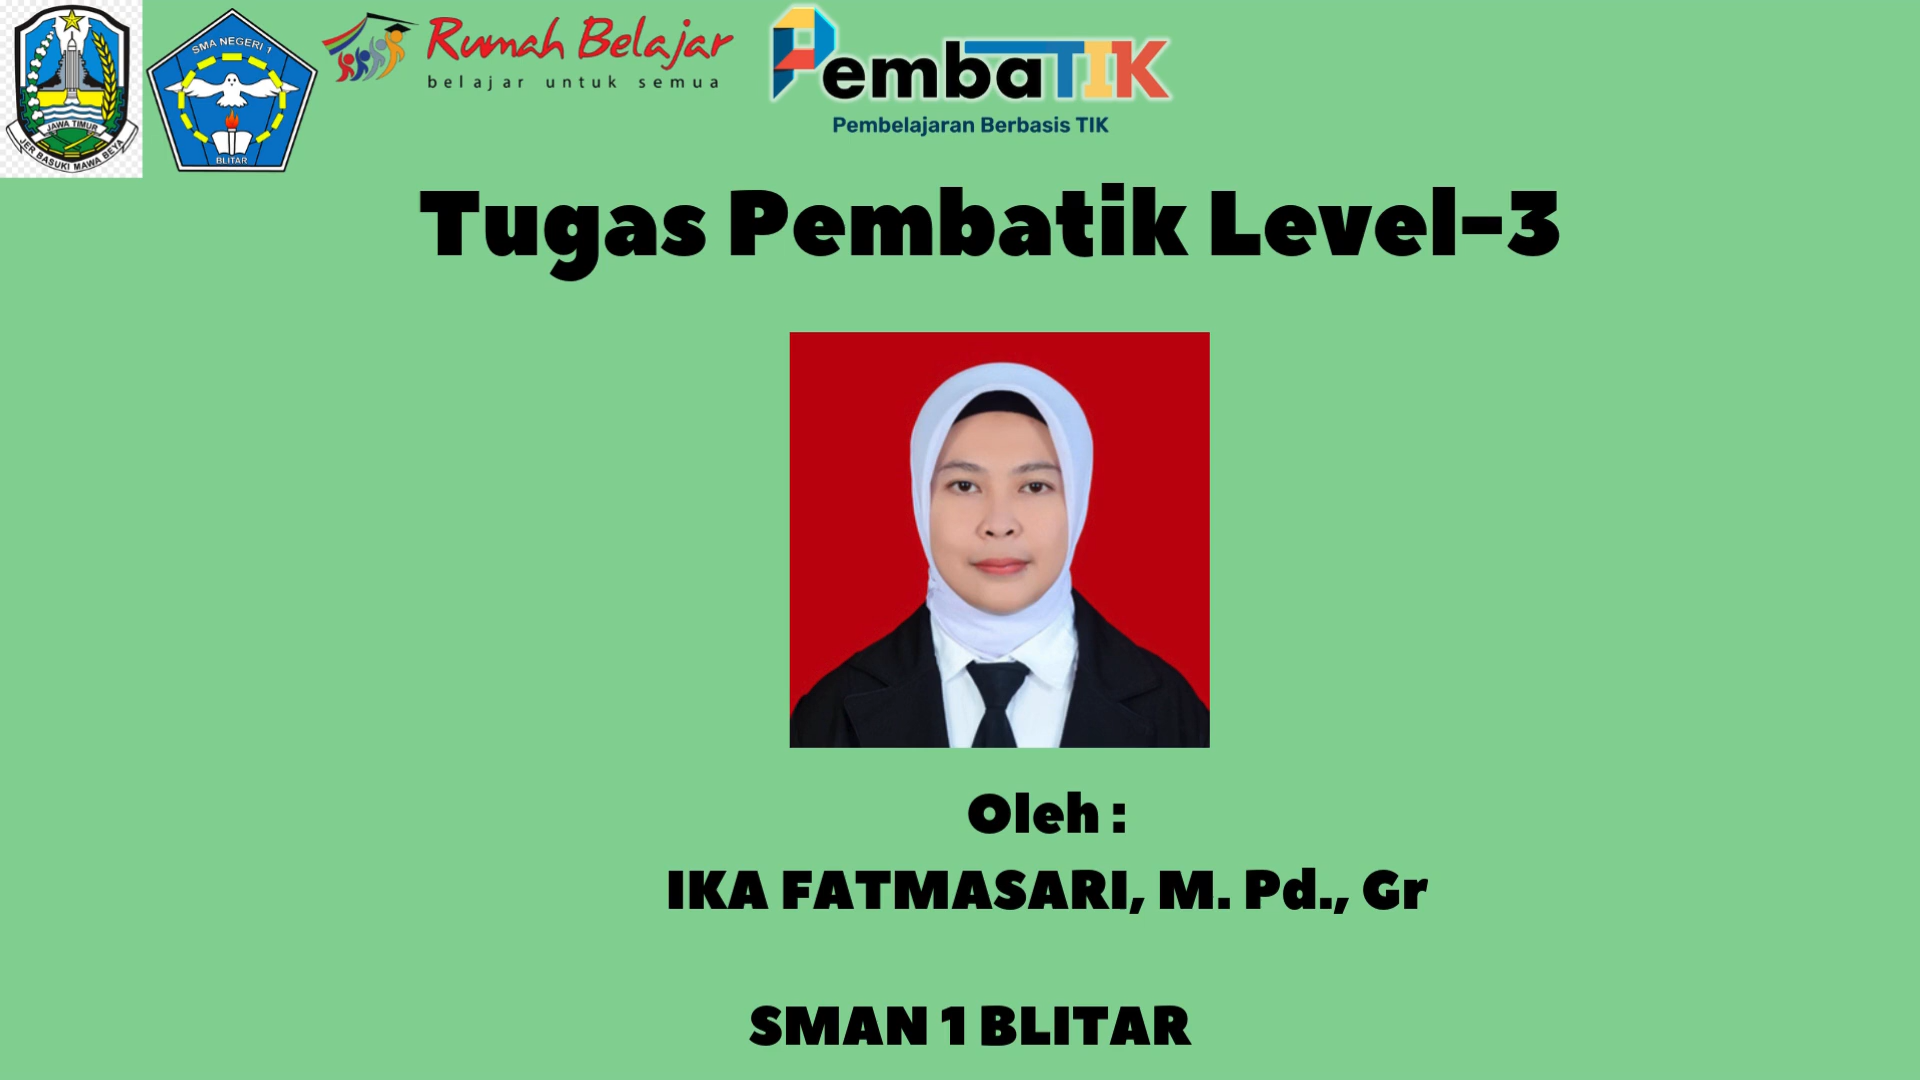 JAWA TIMUR
JER BASUKI MAWA BEYA
SMA NEGERI 1
BLITAR
Rumah Belajar
belajar untuk semua
PembaTIK
Pembelajaran Berbasis TIK
Tugas Pembatik Level-3
Oleh :
IKA FATMASARI, M. Pd., Gr
SMAN 1 BLITAR